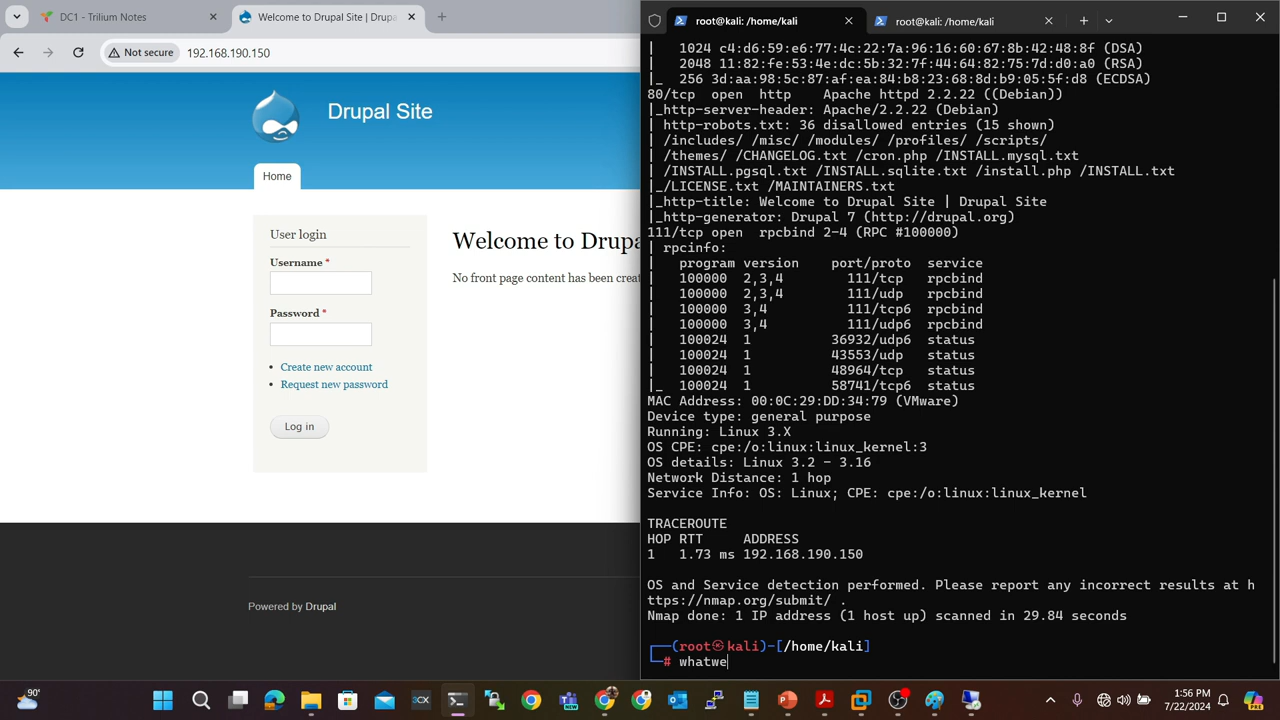 DC1 - Trilium Notes
Welcome to Drupal Site | Drupa
Not secure
192.168.190.150
Drupal Site
Home
User login
Username *
Password *
Create new account
Request new password
Log in
Welcome to Drupa
No front page content has been creat
Powered by Drupal
root@kali: /home/kali
root@kali: /home/kali
|   1024 c4:d6:59:e6:77:4c:22:7a:96:16:60:67:8b:42:48:8f (DSA)
|   2048 11:82:fe:53:4e:dc:5b:32:7f:44:64:82:75:7d:d0:a0 (RSA)
|_  256 3d:aa:98:5c:87:af:ea:84:b8:23:68:8d:b9:05:5f:d8 (ECDSA)
80/tcp  open  http    Apache httpd 2.2.22 ((Debian))
|_http-server-header: Apache/2.2.22 (Debian)
| http-robots.txt: 36 disallowed entries (15 shown)
| /includes/ /misc/ /modules/ /profiles/ /scripts/
| /themes/ /CHANGELOG.txt /cron.php /INSTALL.mysql.txt
| /INSTALL.pgsql.txt /INSTALL.sqlite.txt /install.php /INSTALL.txt
|_/LICENSE.txt /MAINTAINERS.txt
|_http-title: Welcome to Drupal Site | Drupal Site
|_http-generator: Drupal 7 (http://drupal.org)
111/tcp open  rpcbind 2-4 (RPC #100000)
| rpcinfo:
|   program version    port/proto  service
|   100000  2,3,4        111/tcp   rpcbind
|   100000  2,3,4        111/udp   rpcbind
|   100000  3,4          111/tcp6  rpcbind
|   100000  3,4          111/udp6  rpcbind
|   100024  1          36932/udp6  status
|   100024  1          43553/udp   status
|   100024  1          48964/tcp   status
|_  100024  1          58741/tcp6  status
MAC Address: 00:0C:29:DD:34:79 (VMware)
Device type: general purpose
Running: Linux 3.X
OS CPE: cpe:/o:linux:linux_kernel:3
OS details: Linux 3.2 - 3.16
Network Distance: 1 hop
Service Info: OS: Linux; CPE: cpe:/o:linux:linux_kernel
TRACEROUTE
HOP RTT     ADDRESS
1   1.73 ms 192.168.190.150
OS and Service detection performed. Please report any incorrect results at h
ttps://nmap.org/submit/ .
Nmap done: 1 IP address (1 host up) scanned in 29.84 seconds
┌──(root㉿kali)-[/home/kali]
└─# whatwe
90°
1:56 PM
7/22/2024